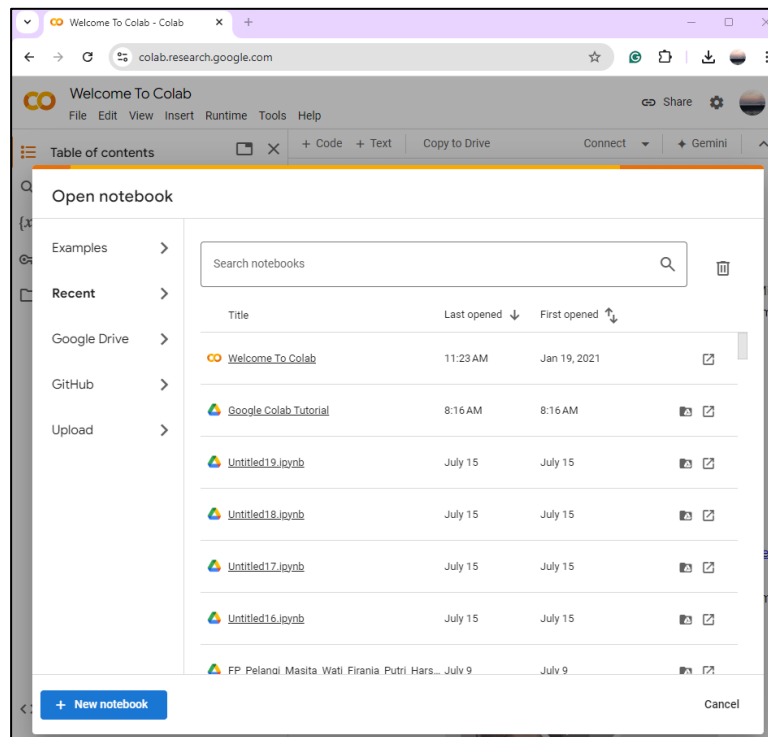 Welcome To Colab - Colab
colab.research.google.com
Welcome To Colab
Share
File Edit View Insert Runtime Tools Help
Table of contents
+ Code + Text Copy to Drive Connect Gemini
Open notebook
Examples
Recent
Google Drive
GitHub
Upload
Search notebooks
Title Last opened First opened
Welcome To Colab 11:23 AM Jan 19, 2021
Google Colab Tutorial 8:16 AM 8:16 AM
Untitled19.ipynb July 15 July 15
Untitled18.ipynb July 15 July 15
Untitled17.ipynb July 15 July 15
Untitled16.ipynb July 15 July 15
FP_Pelangi_Masita_Wati_Firania_Putri_Hars... July 9 July 9
+ New notebook
Cancel